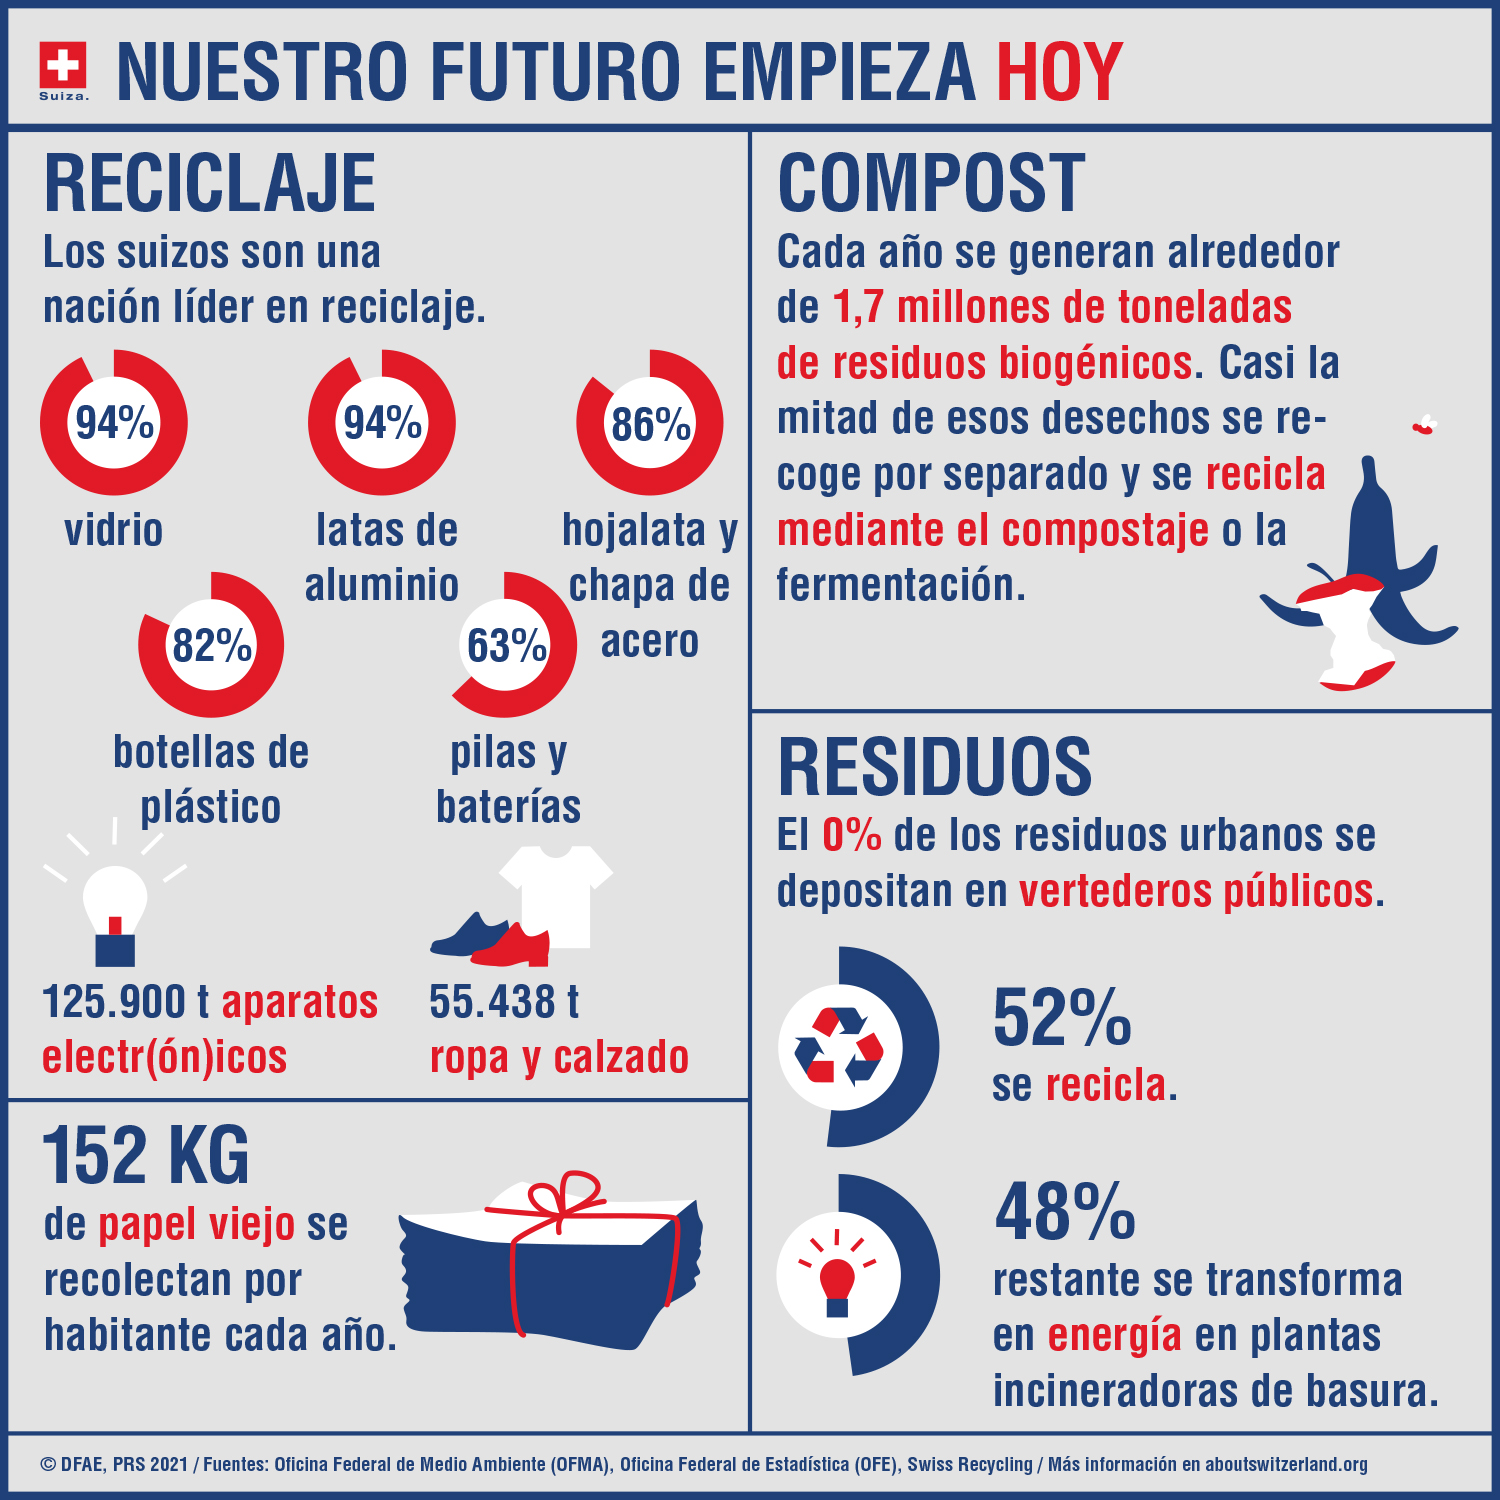 Suiza.
NUESTRO FUTURO EMPIEZA HOY
RECICLAJE
Los suizos son una
nación líder en reciclaje.
94%
vidrio
94%
latas de
aluminio
86%
hojalata y
chapa de
acero
82%
botellas de
plástico
63%
pilas y
baterías
125.900 t aparatos
electr(ón)icos
55.438 t
ropa y calzado
152 KG
de papel viejo se
recolectan por
habitante cada año.
COMPOST
Cada año se generan alrededor
de 1,7 millones de toneladas
de residuos biogénicos. Casi la
mitad de esos desechos se re-
coge por separado y se recicla
mediante el compostaje o la
fermentación.
RESIDUOS
El 0% de los residuos urbanos se
depositan en vertederos públicos.
52%
se recicla.
48%
restante se transforma
en energía en plantas
incineradoras de basura.
© DFAE, PRS 2021 / Fuentes: Oficina Federal de Medio Ambiente (OFMA), Oficina Federal de Estadística (OFE), Swiss Recycling / Más información en aboutswitzerland.org